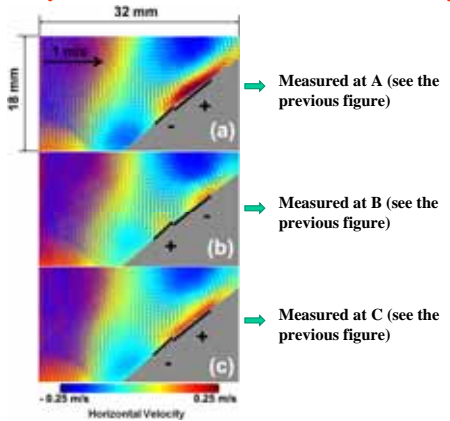 32 mm
18 mm
1 m/s
+
-
(a)
Measured at A (see the
previous figure)
-
+
(b)
Measured at B (see the
previous figure)
+
-
(c)
Measured at C (see the
previous figure)
-0.25 m/s
0.25 m/s
Horizontal Velocity